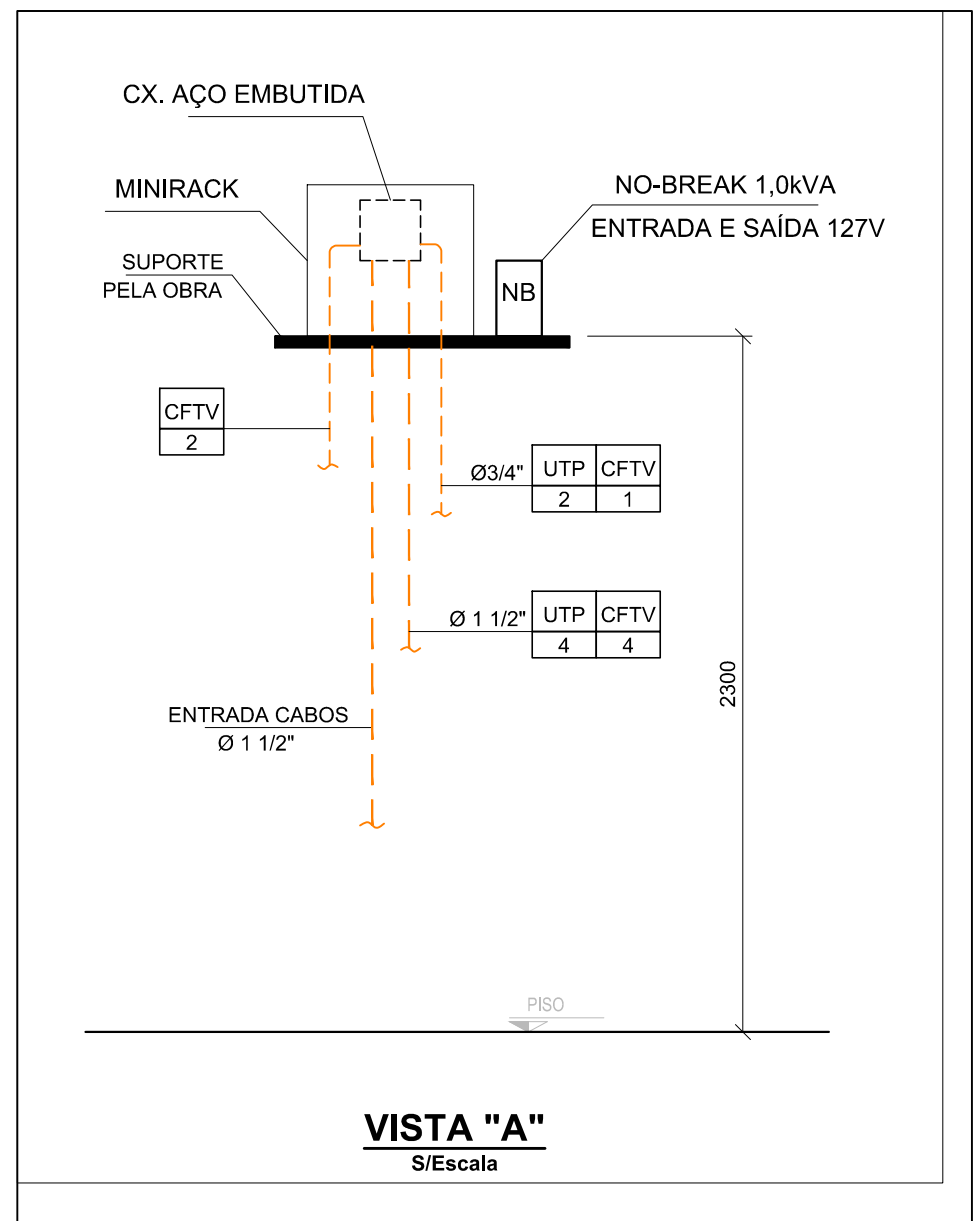 CX. AÇO EMBUTIDA
MINIRACK
NO-BREAK 1,0kVA
ENTRADA E SAÍDA 127V
SUPORTE
PELA OBRA
NB
CFTV
2
Ø3/4"
UTP CFTV
2 1
Ø 1 1/2"
UTP CFTV
4 4
2300
ENTRADA CABOS
Ø 1 1/2"
PISO
VISTA "A"
S/Escala